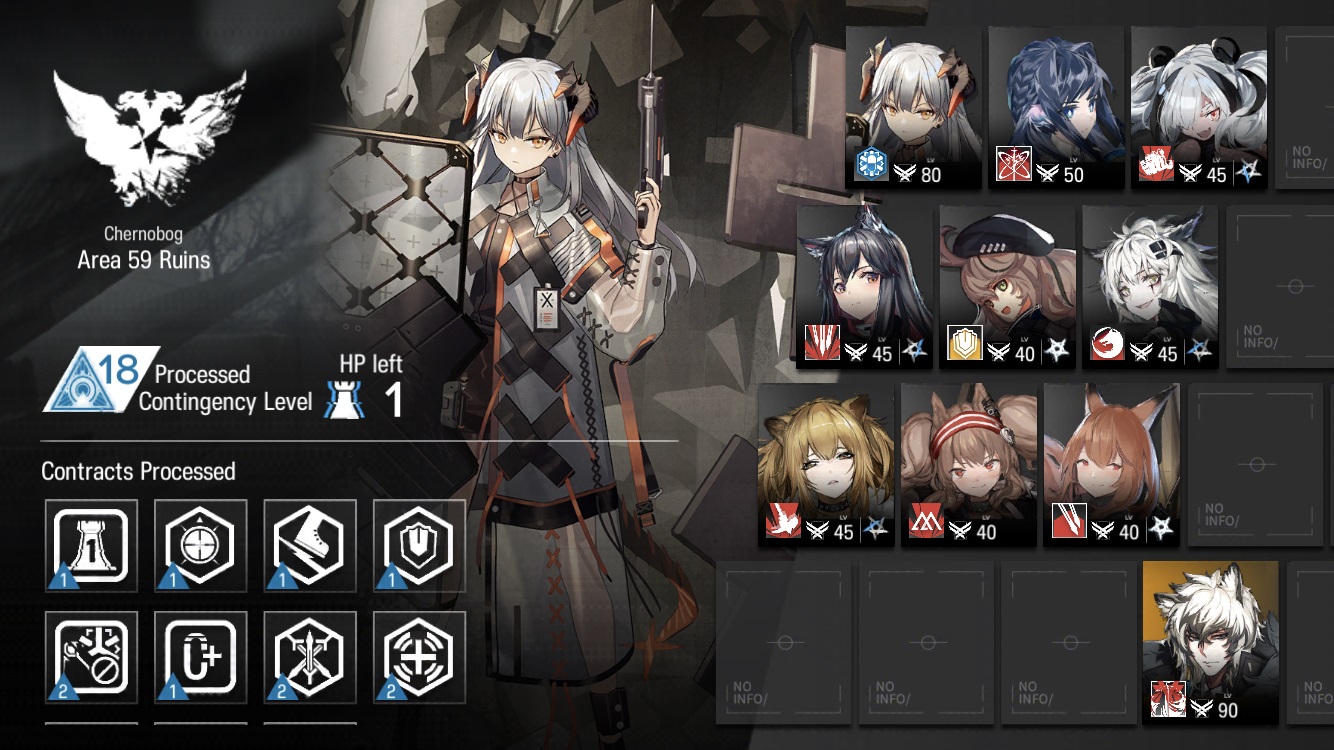 Chernobog
Area 59 Ruins
18
Processed
Contingency Level
HP left
1
Contracts Processed
1
1
1
1
1
2
1
2
2
LV
80
LV
50
LV
45
NO
INFO/
LV
45
LV
40
LV
45
NO
INFO/
LV
45
LV
40
LV
40
NO
INFO/
NO
INFO/
NO
INFO/
NO
INFO/
LV
90
NO
INFO/